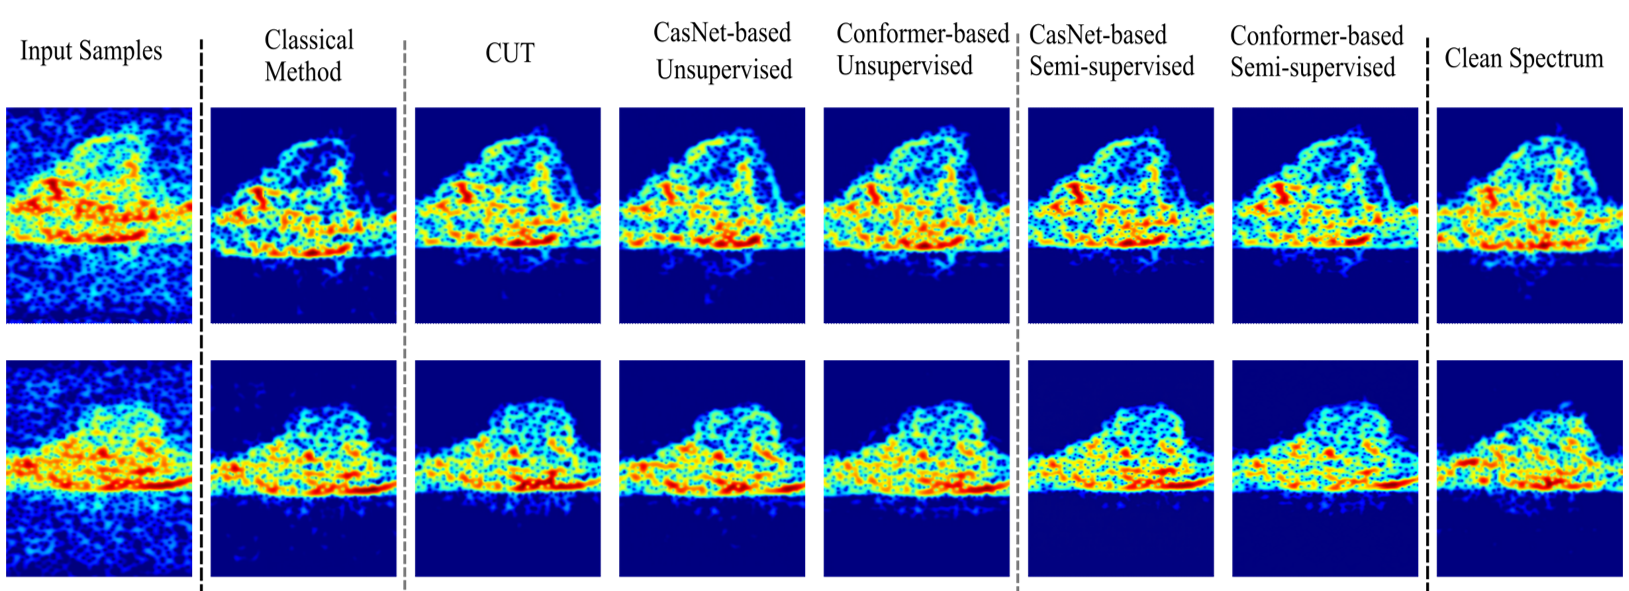 Input Samples
Classical
Method
CUT
CasNet-based
Unsupervised
Conformer-based
Unsupervised
CasNet-based
Semi-supervised
Conformer-based
Semi-supervised
Clean Spectrum